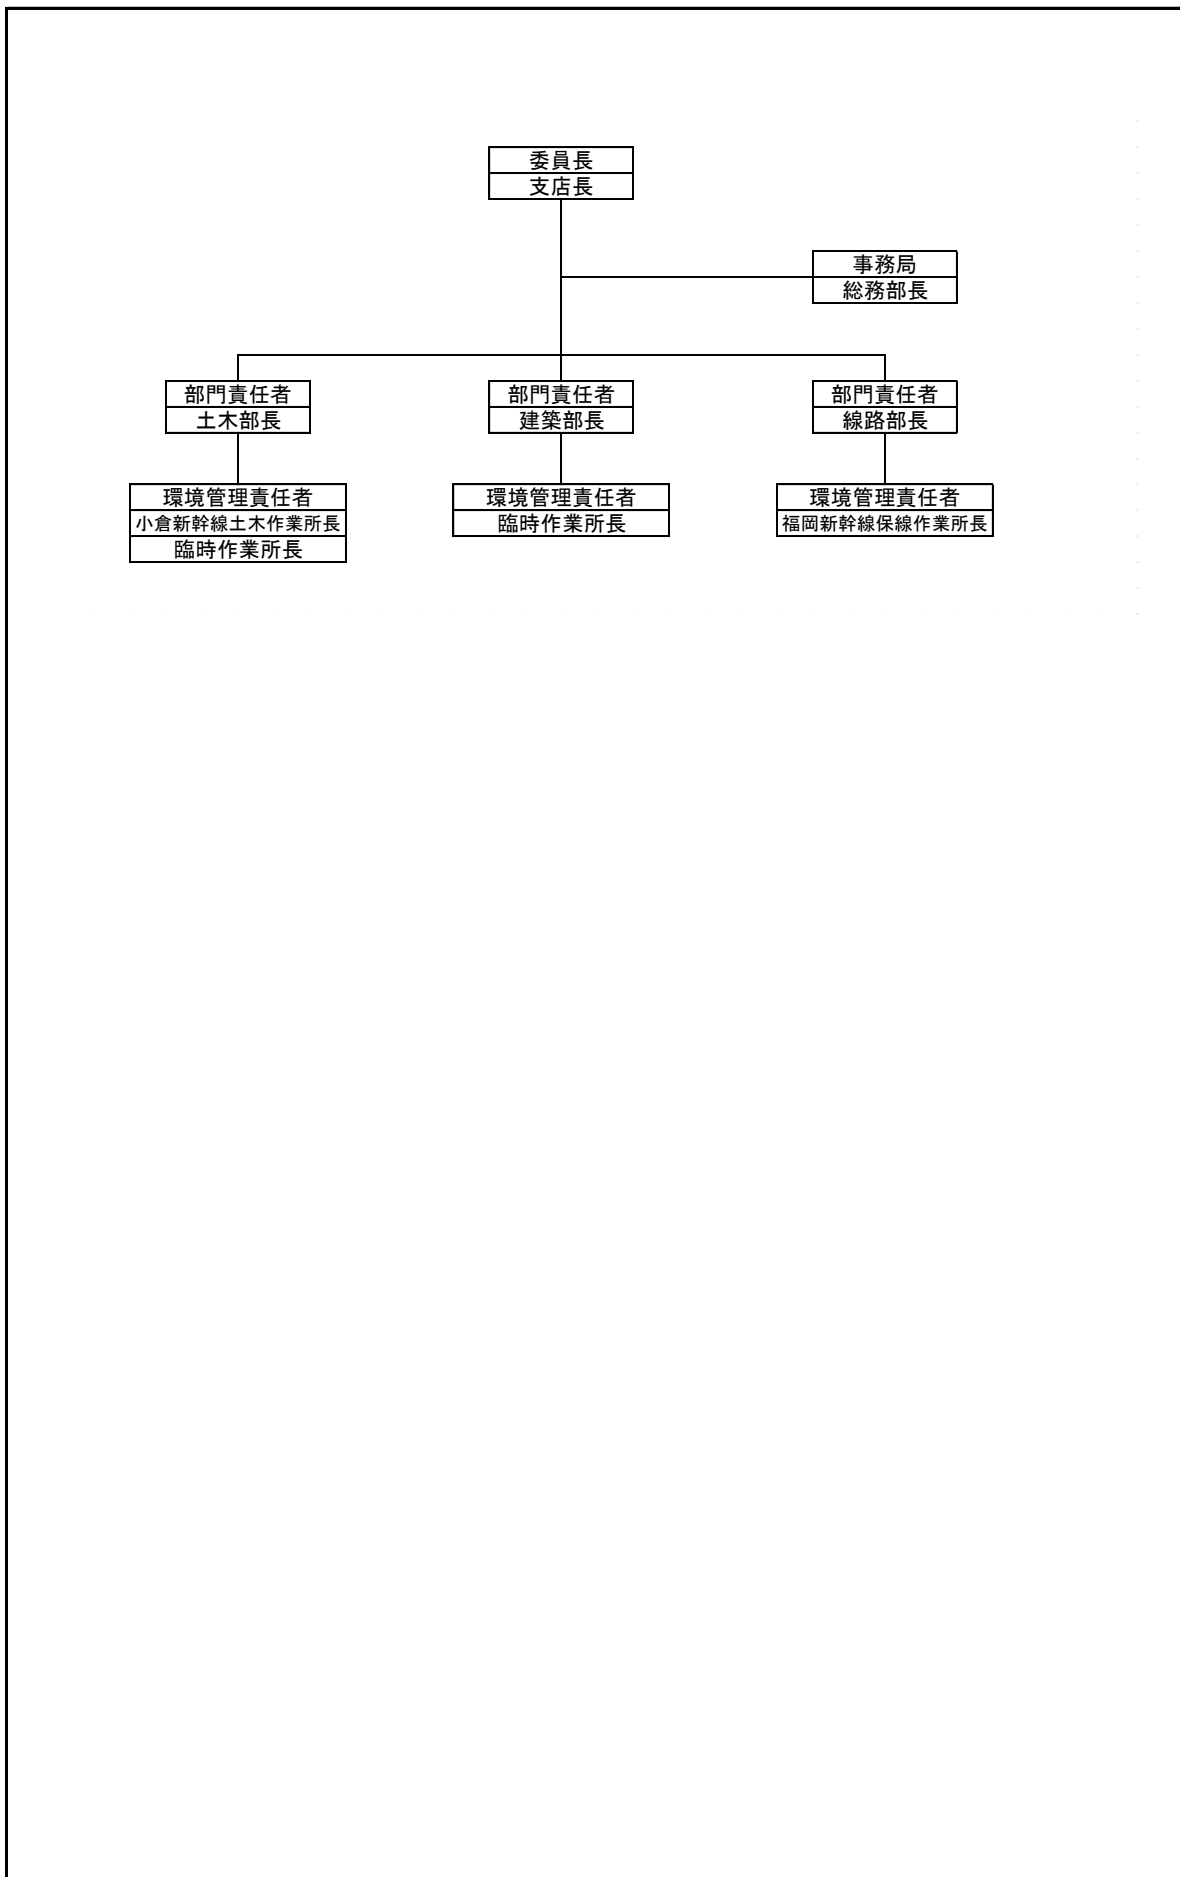 委員長
支店長
事務局
総務部長
部門責任者
土木部長
部門責任者
建築部長
部門責任者
線路部長
環境管理責任者
小倉新幹線土木作業所長
臨時作業所長
環境管理責任者
臨時作業所長
環境管理責任者
福岡新幹線保線作業所長